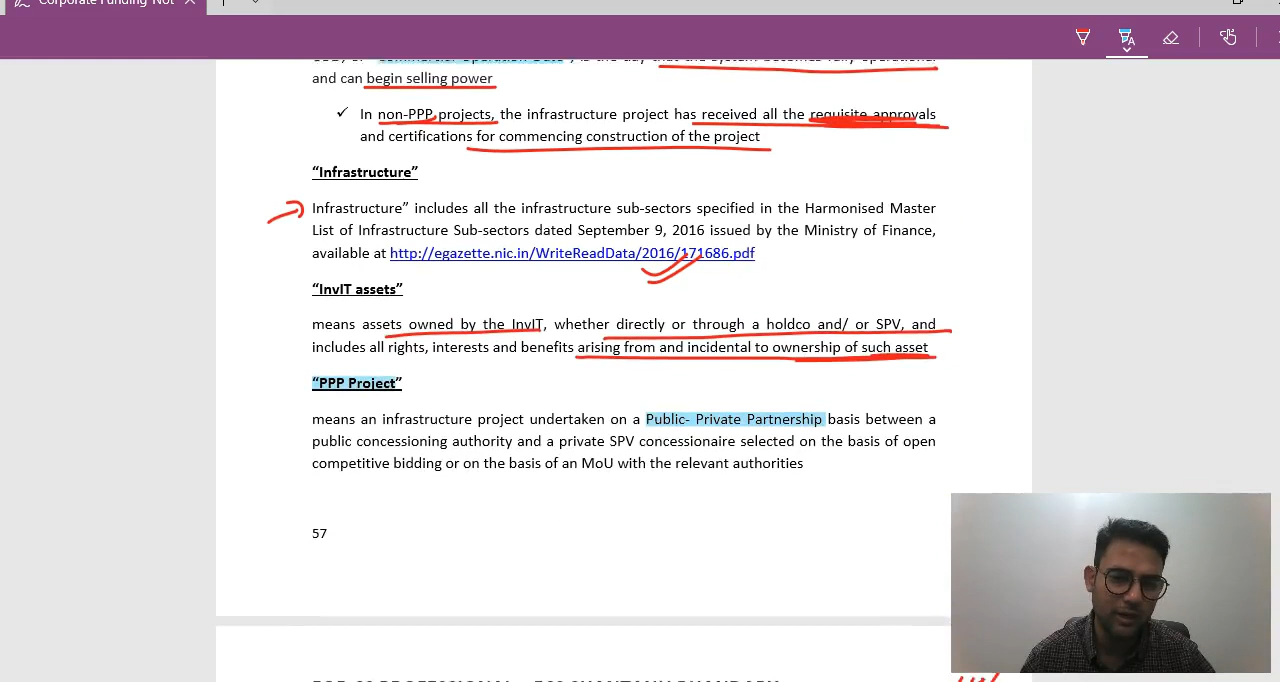 Corporate Funding-Not
and can begin selling power
✓ In non-PPP projects, the infrastructure project has received all the requisite approvals
and certifications for commencing construction of the project
“Infrastructure”
Infrastructure” includes all the infrastructure sub-sectors specified in the Harmonised Master
List of Infrastructure Sub-sectors dated September 9, 2016 issued by the Ministry of Finance,
available at http://egazette.nic.in/WriteReadData/2016/171686.pdf
“InvIT assets”
means assets owned by the InvIT, whether directly or through a holdco and/ or SPV, and
includes all rights, interests and benefits arising from and incidental to ownership of such asset
“PPP Project”
means an infrastructure project undertaken on a Public- Private Partnership basis between a
public concessioning authority and a private SPV concessionaire selected on the basis of open
competitive bidding or on the basis of an MoU with the relevant authorities
57